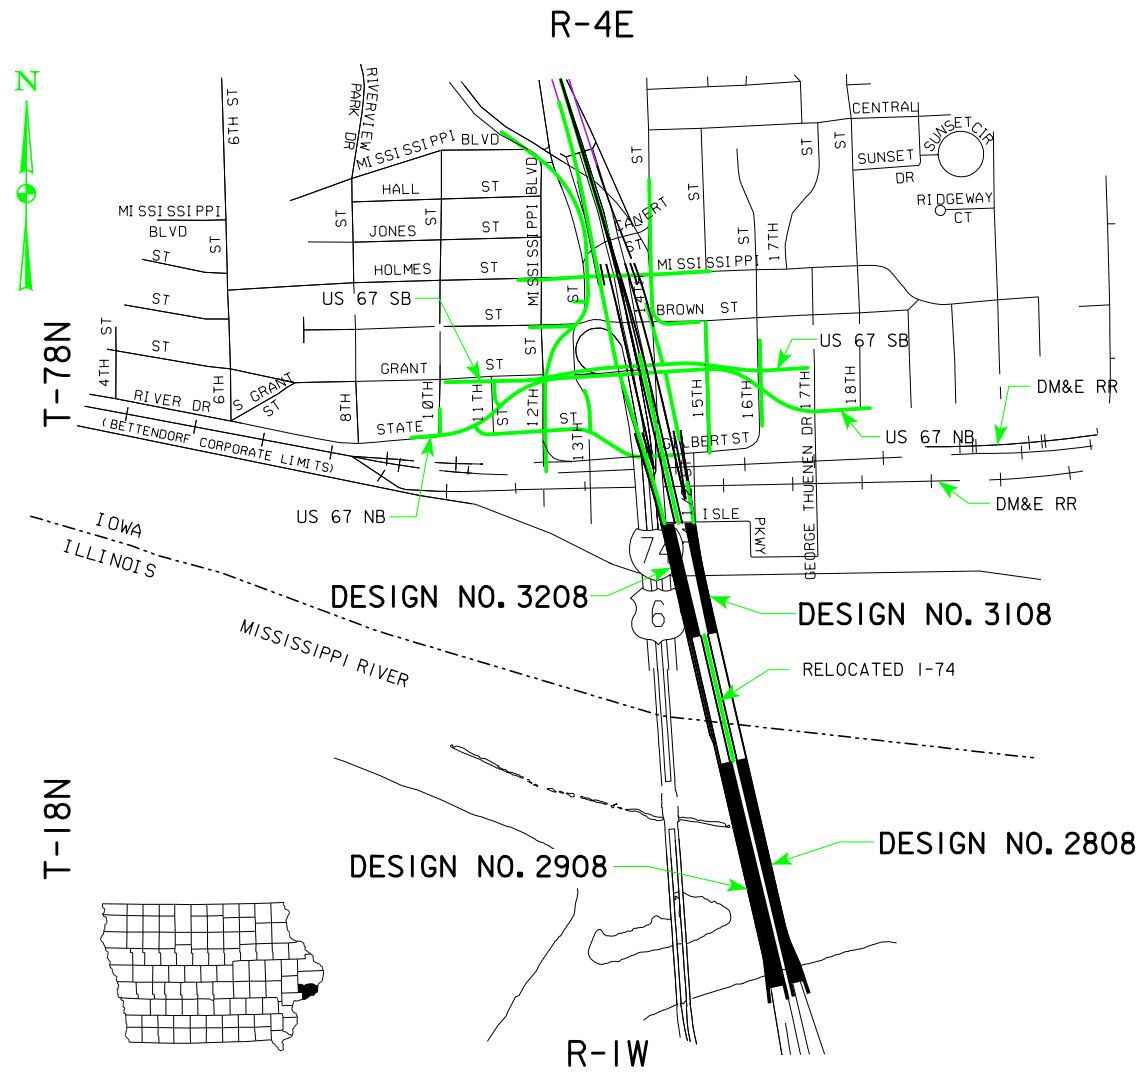 R-4E
N
6TH ST
RIVERVIEW
PARK DR
MISSISSIPPI BLVD
ST
ST
ST
CENTRAL
SUNSET CIR
SUNSET
DR
HALL ST
ST
RIDGEWAY
CT
MISSISSIPPI
BLVD
ST
ST
ST
JONES ST
MISSISSIPPI BLVD
CALVERT
ST
ST
17TH
ST
HOLMES ST
MISSISSIPPI
US 67 SB
ST
14TH
ST
ST
BROWN ST
T-78N
4TH ST
ST
ST
US 67 SB
GRANT ST
DM&E RR
6TH
S GRANT
ST
8TH
10TH
11TH
ST
12TH
15TH
16TH
17TH
18TH
RIVER DR
(BETTENDORF CORPORATE LIMITS)
STATE
ST
13TH
GILBERT ST
US 67 NB
US 67 NB
DM&E RR
ISLE
PKWY
GEORGE THUENEN DR
IOWA
ILLINOIS
74
DESIGN NO. 3208
6
DESIGN NO. 3108
MISSISSIPPI RIVER
RELOCATED I-74
T-18N
DESIGN NO. 2908
DESIGN NO. 2808
R-1W